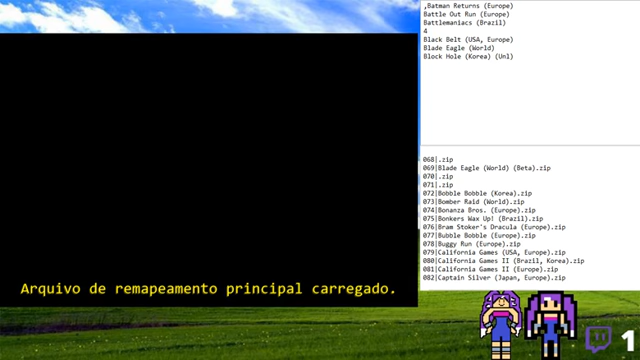 ,Batman Returns (Europe)
Battle Out Run (Europe)
Battlemaniacs (Brazil)
4
Black Belt (USA, Europe)
Blade Eagle (World)
Block Hole (Korea) (Unl)
068|.zip
069|Blade Eagle (World) (Beta).zip
070|.zip
071|.zip
072|Bobble Bobble (Korea).zip
073|Bomber Raid (World).zip
074|Bonanza Bros. (Europe).zip
075|Bonkers Wax Up! (Brazil).zip
076|Bram Stoker's Dracula (Europe).zip
077|Bubble Bobble (Europe).zip
078|Buggy Run (Europe).zip
079|California Games (USA, Europe).zip
080|California Games II (Brazil, Korea).zip
081|California Games II (Europe).zip
082|Captain Silver (Japan, Europe).zip
Arquivo de remapeamento principal carregado.
1